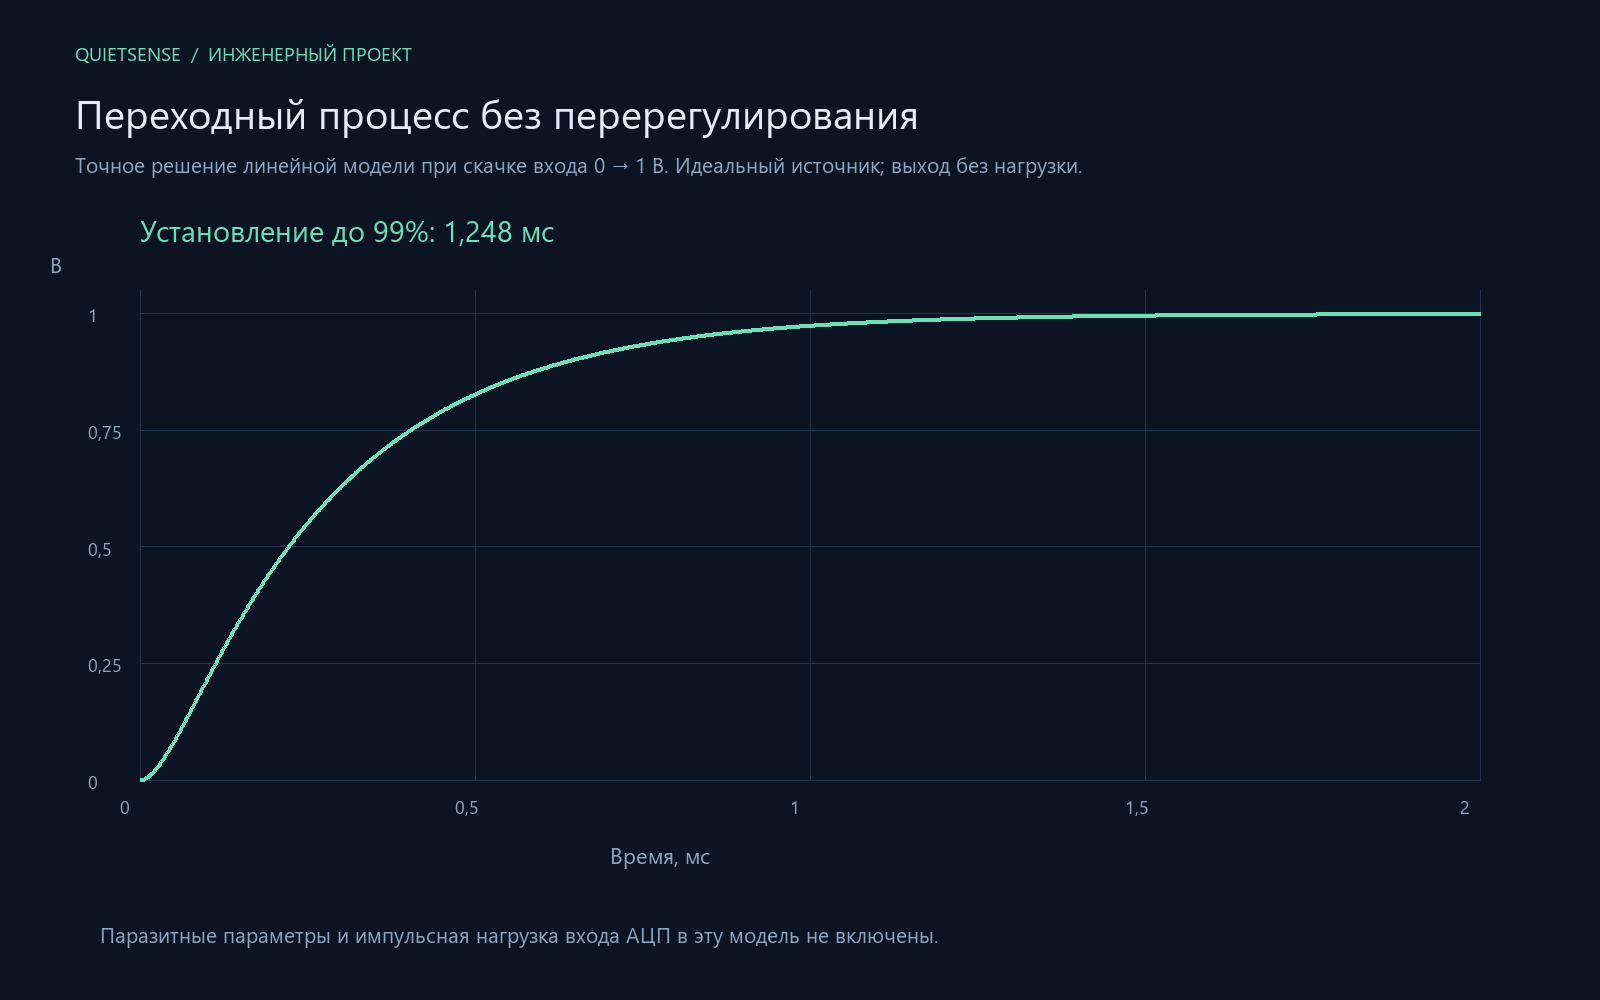 QUIETSENSE / ИНЖЕНЕРНЫЙ ПРОЕКТ
Переходный процесс без перерегулирования
Точное решение линейной модели при скачке входа 0 → 1 В. Идеальный источник; выход без нагрузки.
Установление до 99%: 1,248 мс
В
1
0,75
0,5
0,25
0
0 0,5 1 1,5 2
Время, мс
Паразитные параметры и импульсная нагрузка входа АЦП в эту модель не включены.